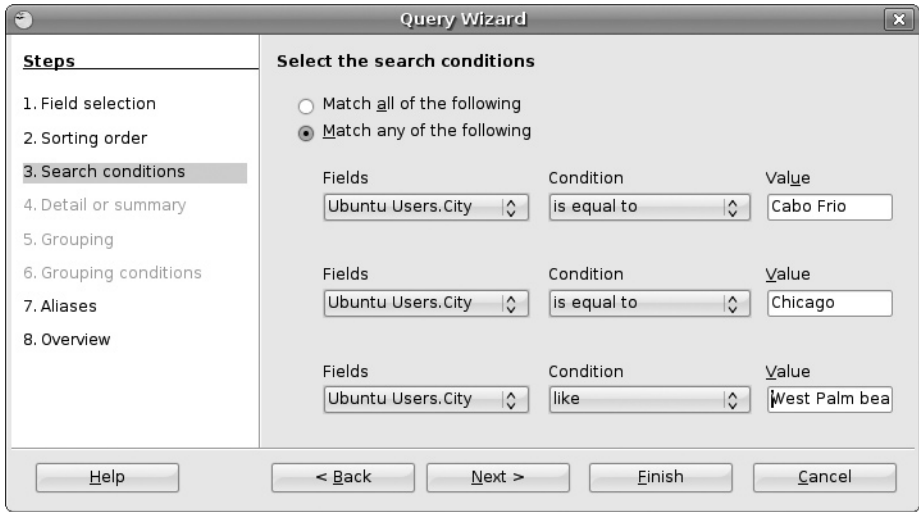 Query Wizard
Steps
1. Field selection
2. Sorting order
3. Search conditions
4. Detail or summary
5. Grouping
6. Grouping conditions
7. Aliases
8. Overview
Select the search conditions
Match all of the following
Match any of the following
Fields Condition Value
Ubuntu Users.City is equal to Cabo Frio
Fields Condition Value
Ubuntu Users.City is equal to Chicago
Fields Condition Value
Ubuntu Users.City like West Palm bea
Help < Back Next > Finish Cancel